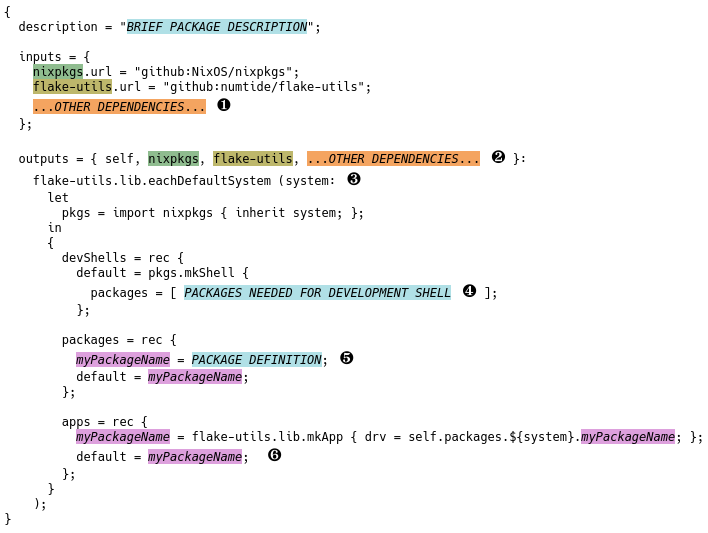 {
  description = "BRIEF PACKAGE DESCRIPTION";
  inputs = {
    nixpkgs.url = "github:NixOS/nixpkgs";
    flake-utils.url = "github:numtide/flake-utils";
    ...OTHER DEPENDENCIES... ❶
  };
  outputs = { self, nixpkgs, flake-utils, ...OTHER DEPENDENCIES... ❷ }:
    flake-utils.lib.eachDefaultSystem (system: ❸
      let
        pkgs = import nixpkgs { inherit system; };
      in
      {
        devShells = rec {
          default = pkgs.mkShell {
            packages = [ PACKAGES NEEDED FOR DEVELOPMENT SHELL ❹ ];
          };
        packages = rec {
          myPackageName = PACKAGE DEFINITION; ❺
          default = myPackageName;
        };
        apps = rec {
          myPackageName = flake-utils.lib.mkApp { drv = self.packages.${system}.myPackageName; };
          default = myPackageName; ❻
        };
      }
    );
}